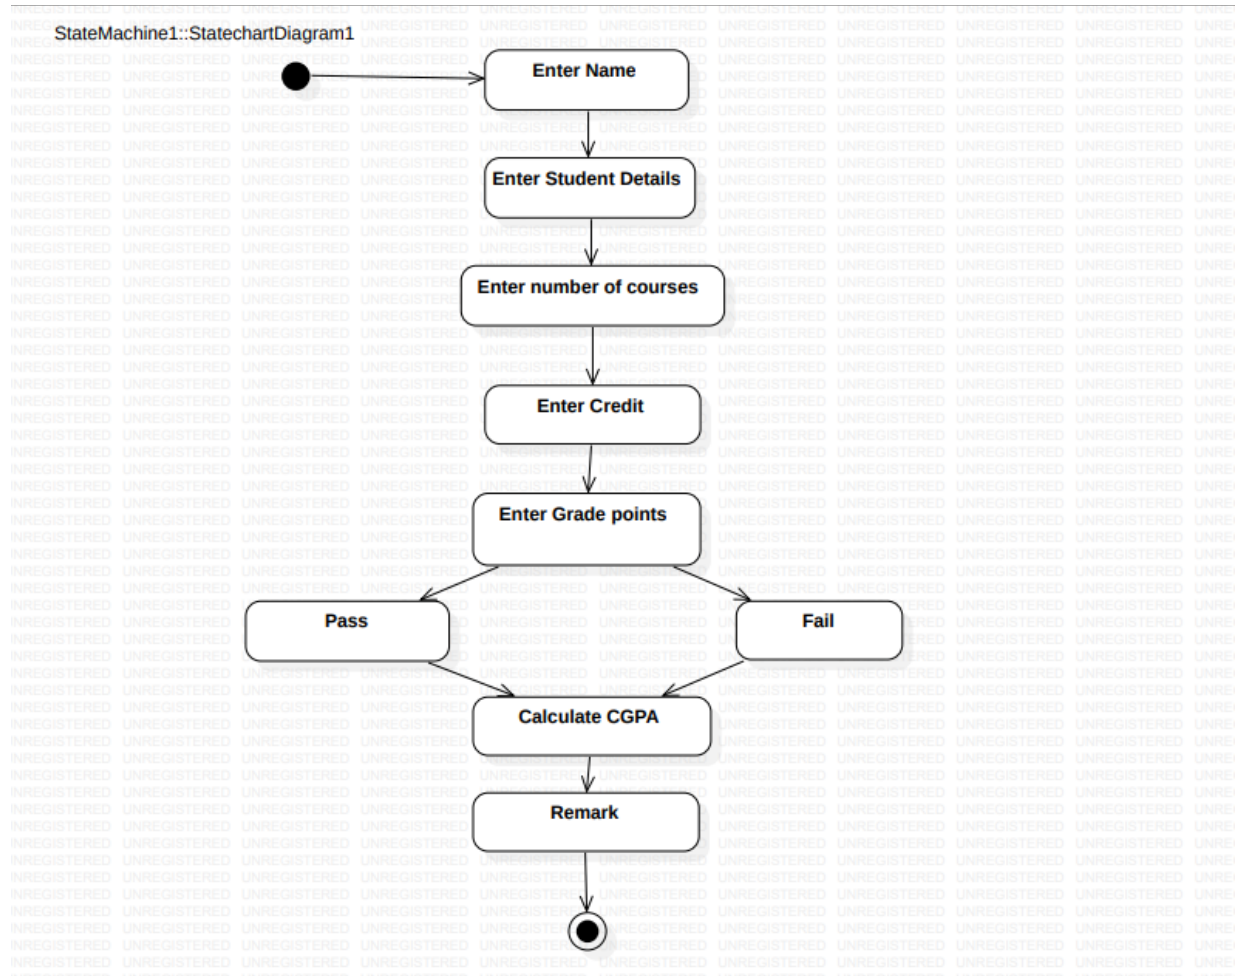 StateMachine1::StatechartDiagram1
Enter Name
Enter Student Details
Enter number of courses
Enter Credit
Enter Grade points
Pass
Fail
Calculate CGPA
Remark
UNREGISTERED